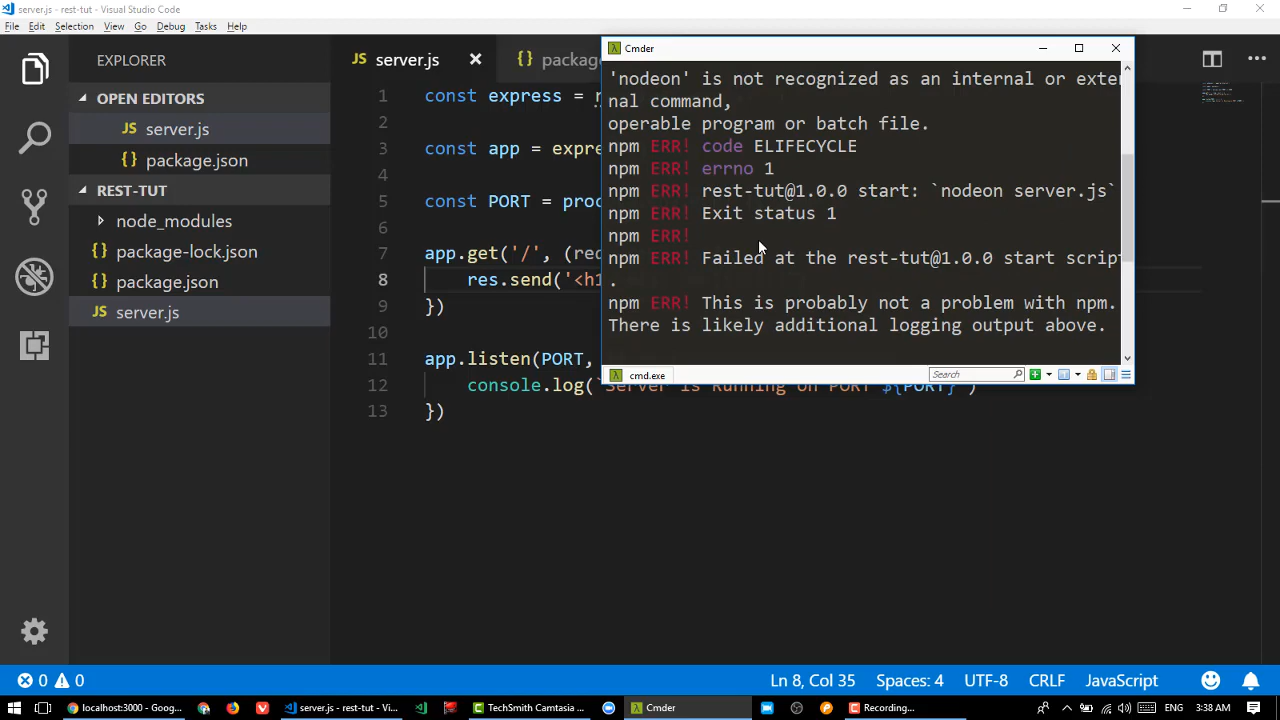 server.js - rest-tut - Visual Studio Code
File Edit Selection View Go Debug Tasks Help
EXPLORER
OPEN EDITORS
JS server.js
{} package.json
REST-TUT
node_modules
{} package-lock.json
{} package.json
JS server.js
JS server.js
{} packag
1 const express =
2
3 const app = expre
4
5 const PORT = proc
6
7 app.get('/', (rec
8 res.send('<h1
9 })
10
11 app.listen(PORT,
12 console.log(`Server is Running on PORT ${PORT}`)
13 })
Cmder
'nodeon' is not recognized as an internal or exter
nal command,
operable program or batch file.
npm ERR! code ELIFECYCLE
npm ERR! errno 1
npm ERR! rest-tut@1.0.0 start: `nodeon server.js`
npm ERR! Exit status 1
npm ERR!
npm ERR! Failed at the rest-tut@1.0.0 start script
.
npm ERR! This is probably not a problem with npm.
There is likely additional logging output above.
cmd.exe
Search
0 0
Ln 8, Col 35 Spaces: 4 UTF-8 CRLF JavaScript
localhost:3000 - Goog...
server.js - rest-tut - Vi...
TechSmith Camtasia ...
Cmder
Recording...
ENG 3:38 AM